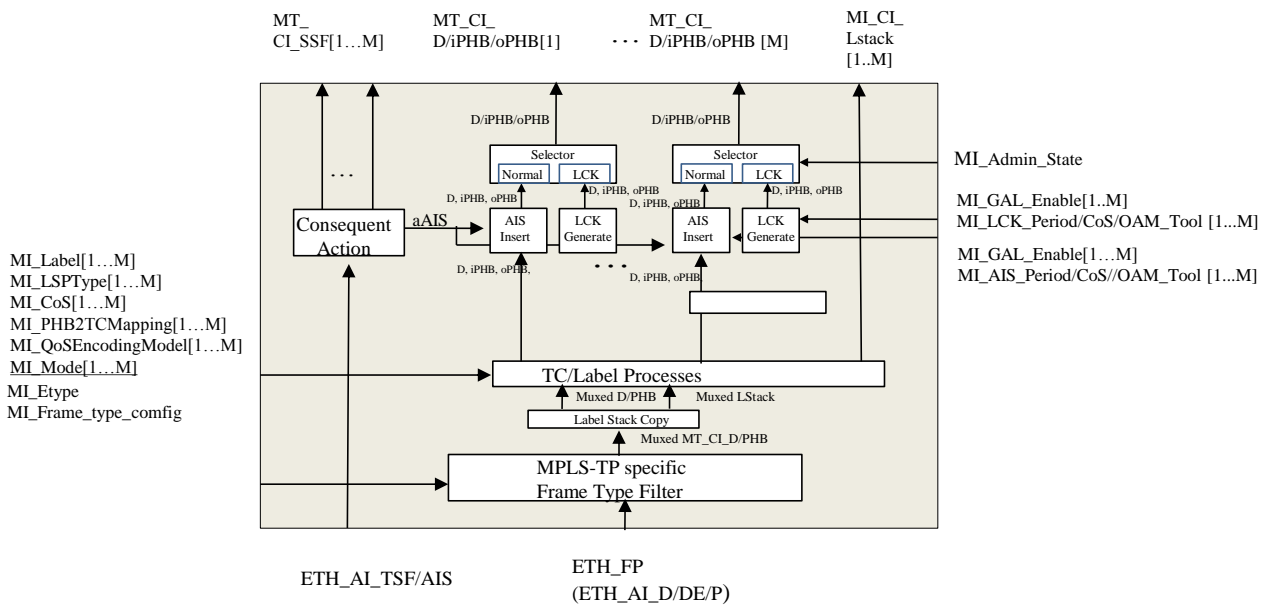 MT_
CI_SSF[1…M]
MT_CI_
D/iPHB/oPHB[1]
…
MT_CI_
D/iPHB/oPHB [M]
MI_CI_
Lstack
[1..M]
D/iPHB/oPHB
D/iPHB/oPHB
Selector
Normal
LCK
Selector
Normal
LCK
MI_Admin_State
…
D, iPHB, oPHB
D, iPHB, oPHB
D, iPHB, oPHB
D, iPHB, oPHB
Consequent
Action
aAIS
AIS
Insert
LCK
Generate
AIS
Insert
LCK
Generate
MI_GAL_Enable[1..M]
MI_LCK_Period/CoS/OAM_Tool [1...M]
MI_GAL_Enable[1…M]
MI_AIS_Period/CoS//OAM_Tool [1...M]
D, iPHB, oPHB,
…
D, iPHB, oPHB,
MI_Label[1…M]
MI_LSPType[1…M]
MI_CoS[1…M]
MI_PHB2TCMapping[1…M]
MI_QoSEncodingModel[1…M]
MI_Mode[1…M]
MI_Etype
MI_Frame_type_comfig
TC/Label Processes
Muxed D/PHB
Muxed LStack
Label Stack Copy
Muxed MT_CI_D/PHB
MPLS-TP specific
Frame Type Filter
ETH_AI_TSF/AIS
ETH_FP
(ETH_AI_D/DE/P)